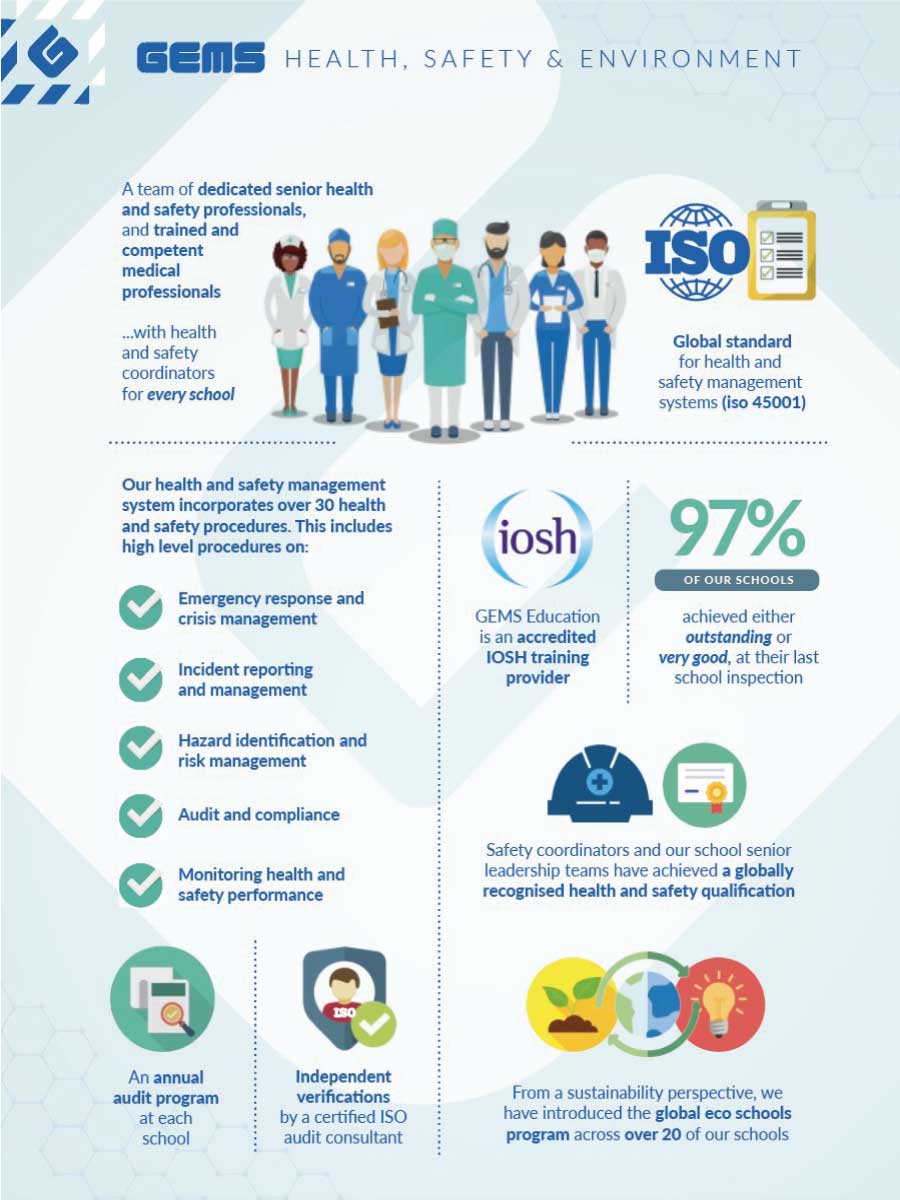 GEMS HEALTH, SAFETY & ENVIRONMENT
A team of dedicated senior health
and safety professionals,
and trained and
competent
medical
professionals
...with health
and safety
coordinators
for every school
ISO
Global standard
for health and
safety management
systems (iso 45001)
Our health and safety management
system incorporates over 30 health
and safety procedures. This includes
high level procedures on:
Emergency response and
crisis management
Incident reporting
and management
Hazard identification and
risk management
Audit and compliance
Monitoring health and
safety performance
iosh
GEMS Education
is an accredited
IOSH training
provider
97%
OF OUR SCHOOLS
achieved either
outstanding or
very good, at their last
school inspection
Safety coordinators and our school senior
leadership teams have achieved a globally
recognised health and safety qualification
An annual
audit program
at each
school
ISO
Independent
verifications
by a certified ISO
audit consultant
From a sustainability perspective, we
have introduced the global eco schools
program across over 20 of our schools